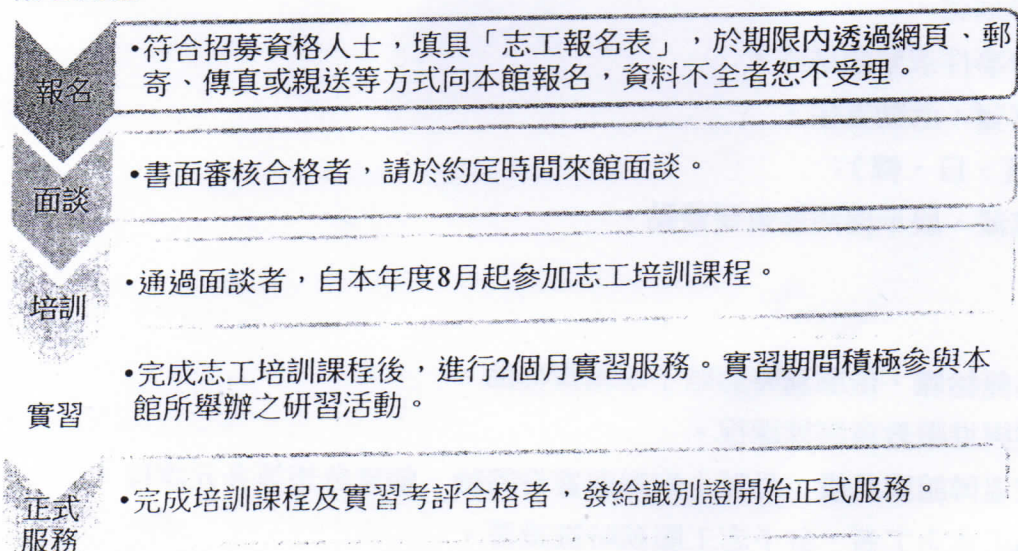 報名
•符合招募資格人士，填具「志工報名表」，於期限內透過網頁、郵
寄、傳真或親送等方式向本館報名，資料不全者恕不受理。
面談
•書面審核合格者，請於約定時間來館面談。
培訓
•通過面談者，自本年度8月起參加志工培訓課程。
實習
•完成志工培訓課程後，進行2個月實習服務。實習期間積極參與本
館所舉辦之研習活動。
正式
服務
•完成培訓課程及實習考評合格者，發給識別證開始正式服務。